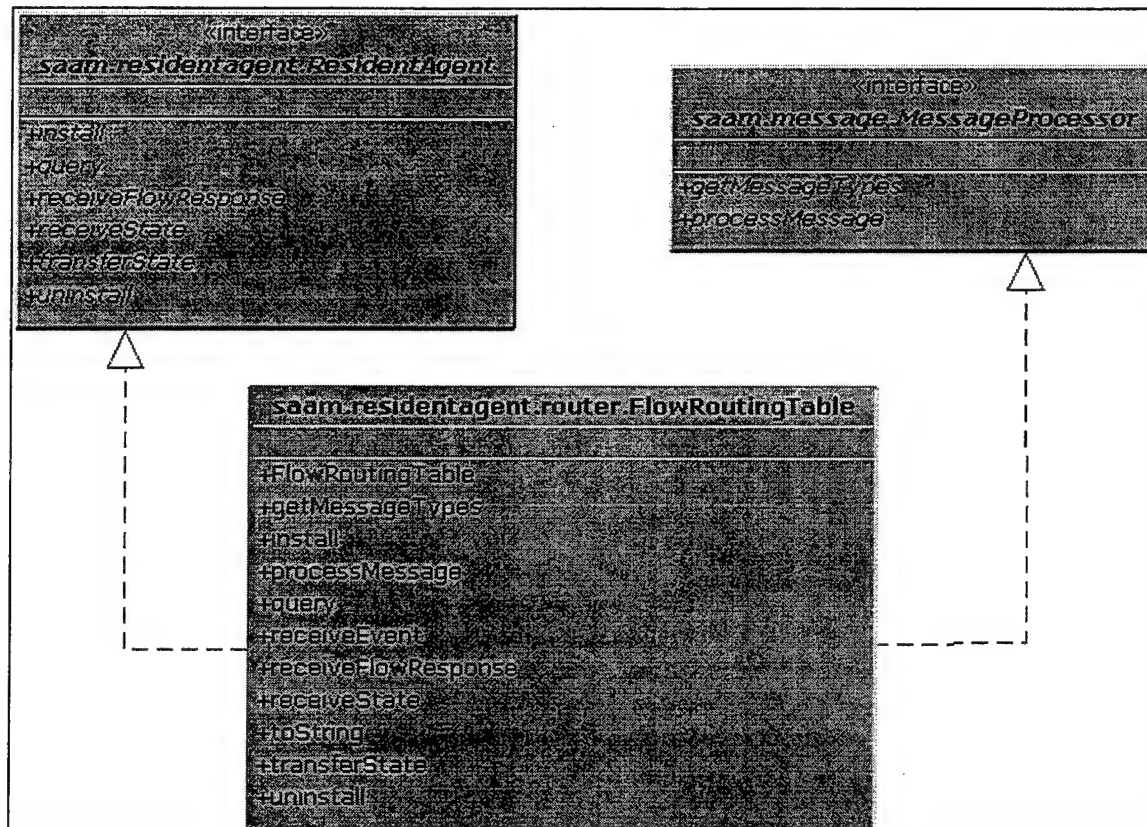 «interface»
saam.residentagent.ResidentAgent
+install
+query
+receiveFlowResponse
+receiveState
+transferState
+uninstall
«interface»
saam.message.MessageProcessor
+getMessageTypes
+processMessage
saam.residentagent.router.FlowRoutingTable
+FlowRoutingTable
+getMessageTypes
+install
+processMessage
+query
+receiveEvent
+receiveFlowResponse
+receiveState
+toString
+transferState
+uninstall